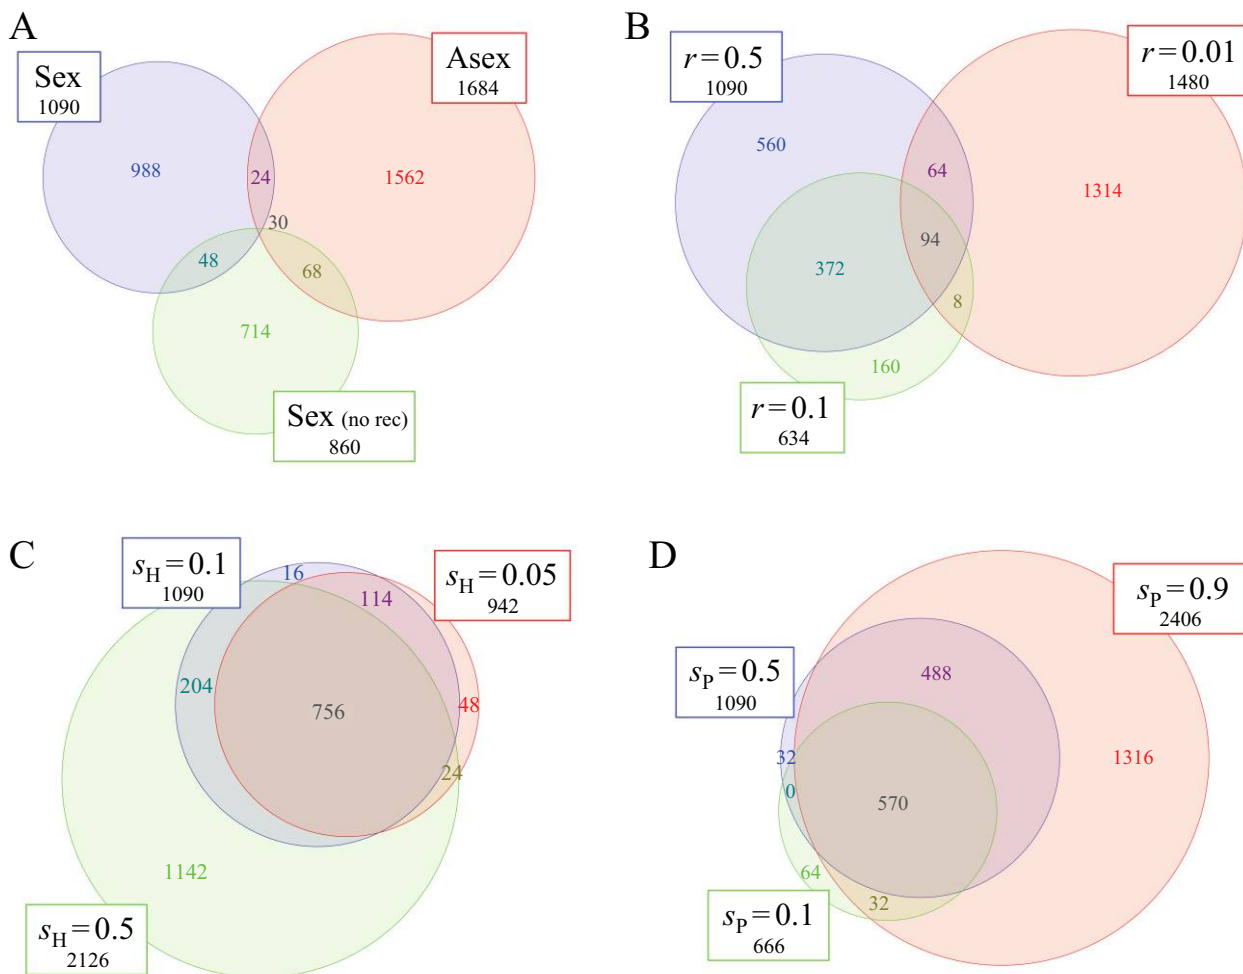 A
Sex
1090
Asex
1684
988
24
1562
30
48
68
714
Sex (no rec)
860
B
r=0.5
1090
r=0.01
1480
560
64
1314
94
372
8
160
r=0.1
634
C
sH=0.1
1090
16
sH=0.05
942
114
204
756
48
24
1142
sH=0.5
2126
D
sP=0.9
2406
sP=0.5
1090
488
32
1316
0
570
64
32
sP=0.1
666